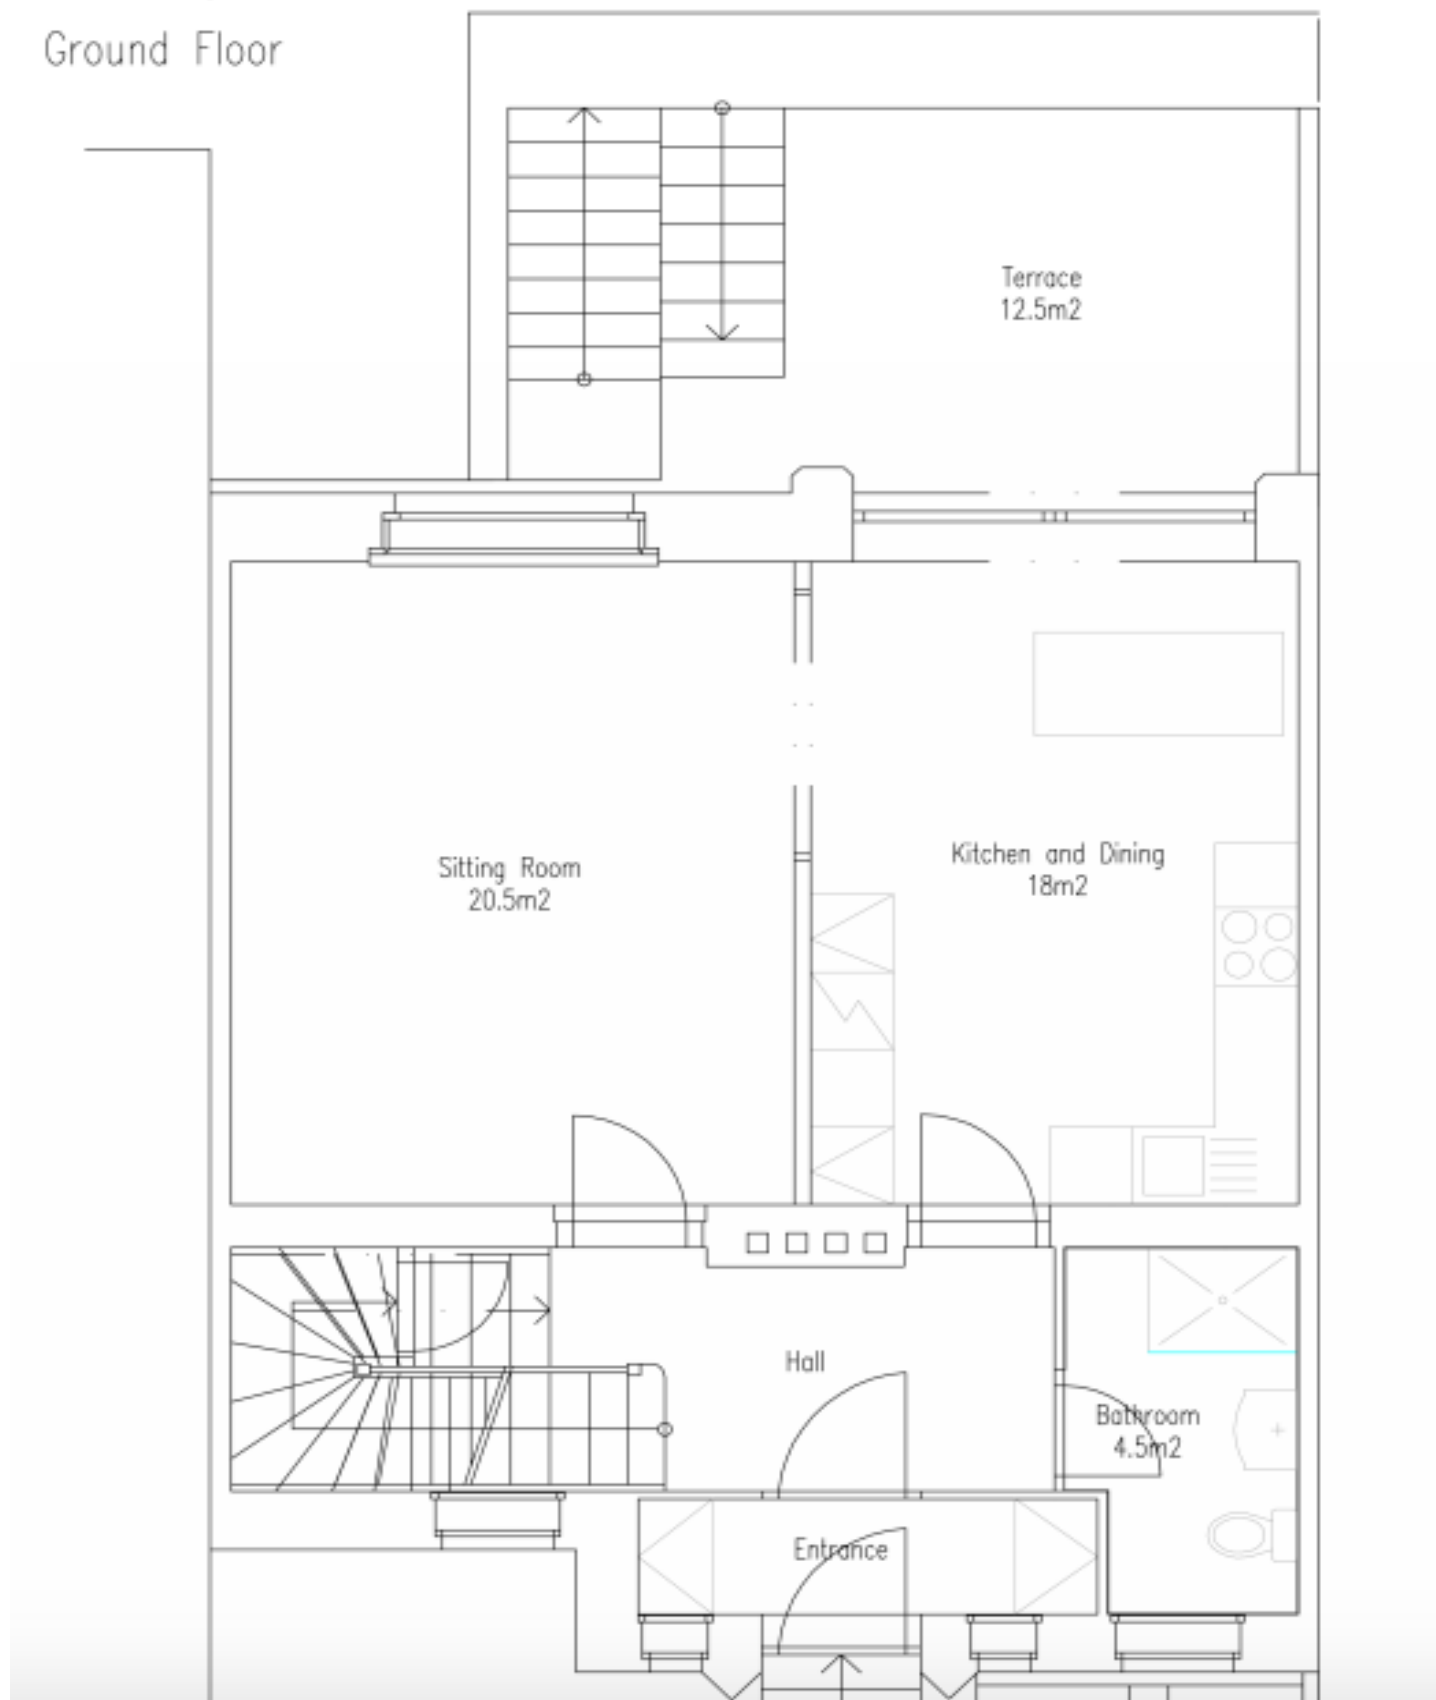 Ground Floor
Terrace
12.5m2
Kitchen and Dining
18m2
Sitting Room
20.5m2
Hall
Bathroom
4.5m2
Entrance